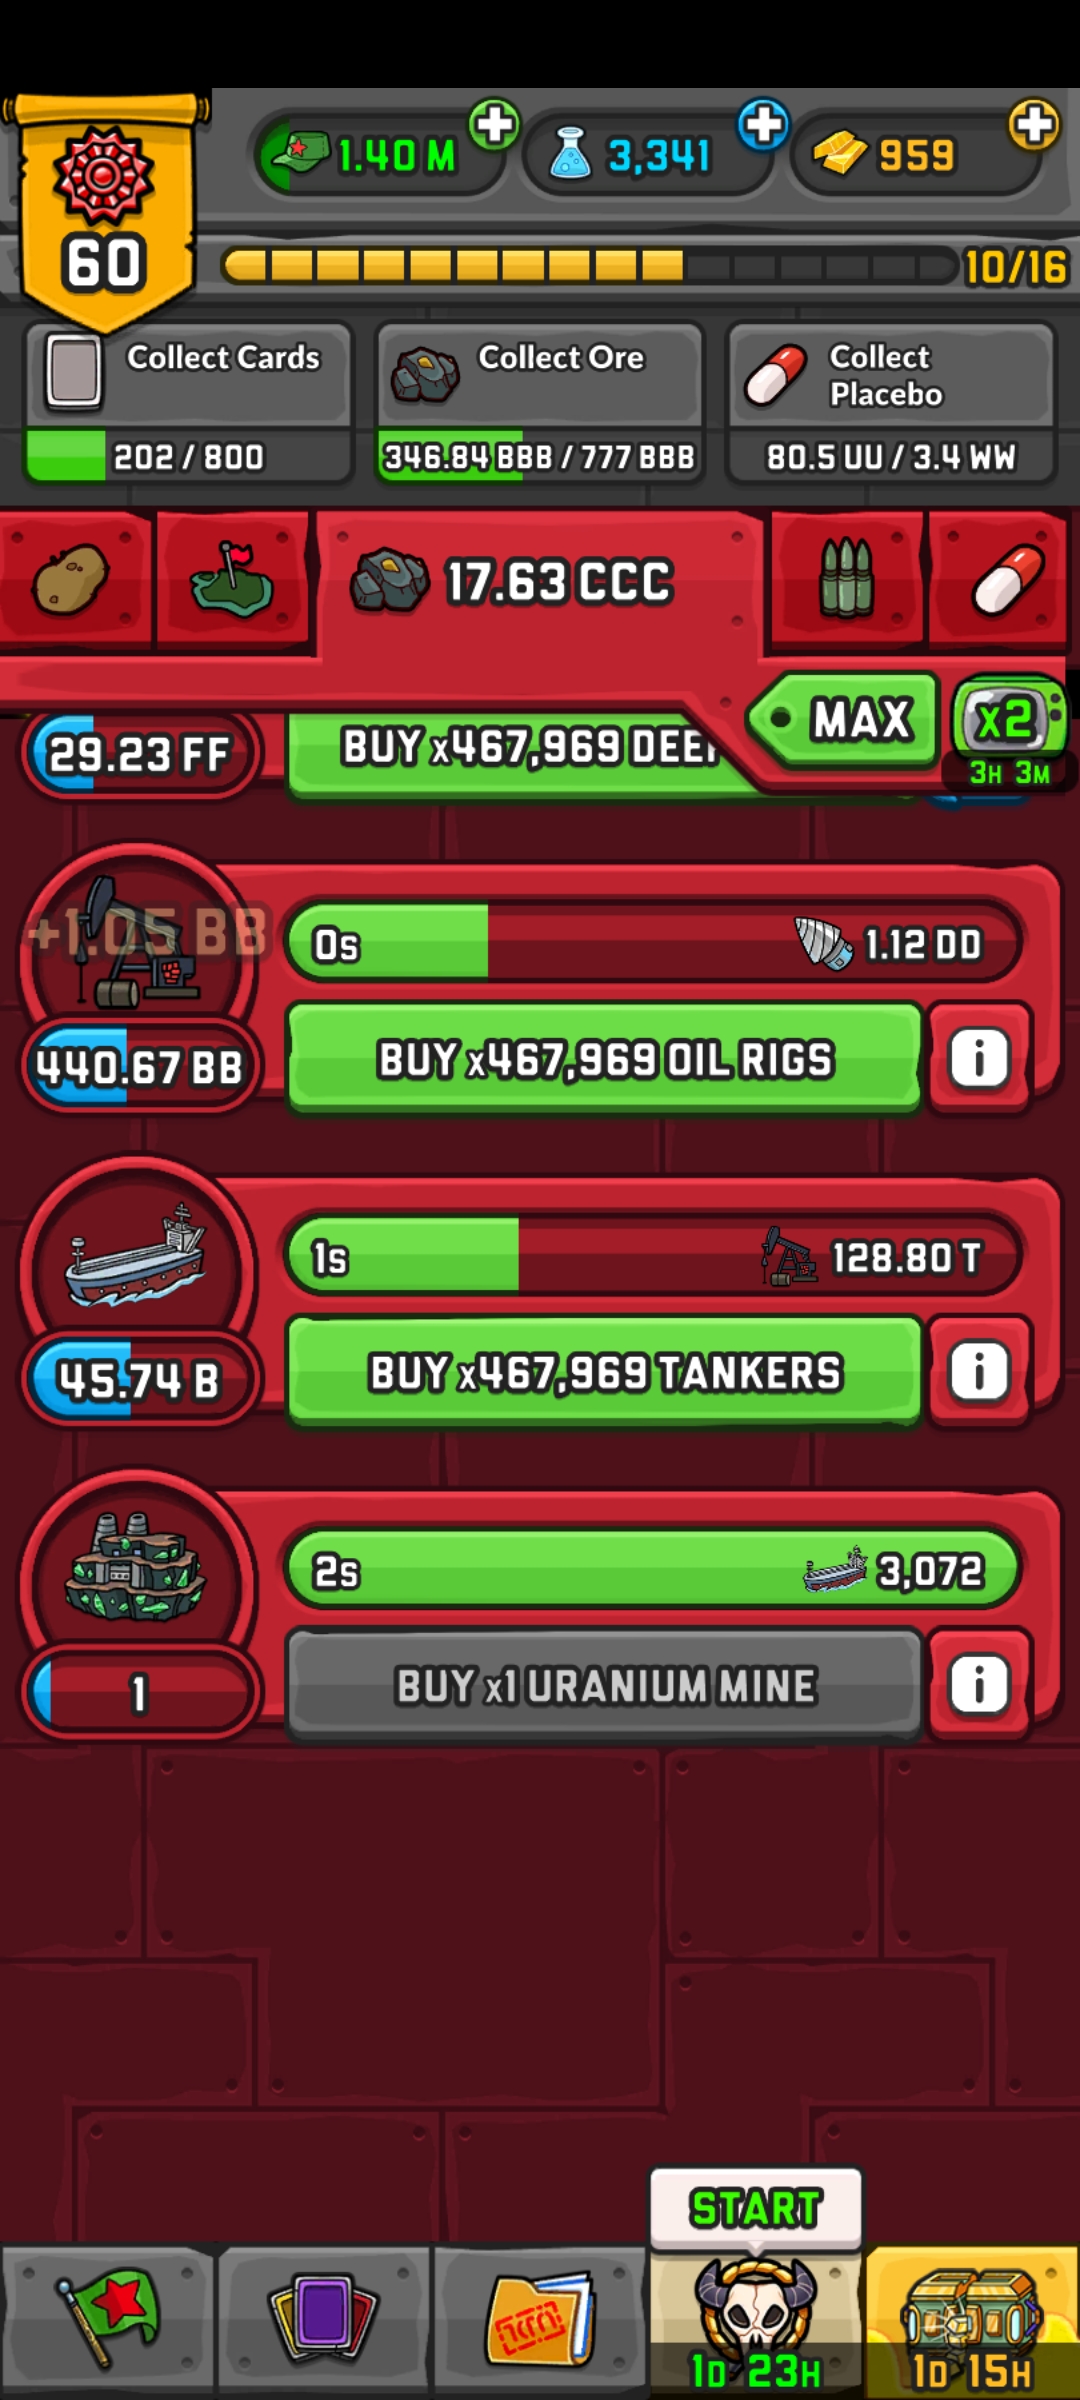 1.40 M
3,341
959
60
10/16
Collect Cards
202 / 800
Collect Ore
346.84 BBB / 777 BBB
Collect
Placebo
80.5 UU / 3.4 WW
17.63 CCC
MAX
x2
3H 3M
29.23 FF
BUY x467,969
+1.05 BB
0s
1.12 DD
440.67 BB
BUY x467,969 OIL RIGS
i
1s
128.80 T
45.74 B
BUY x467,969 TANKERS
i
2s
3,072
1
BUY x1 URANIUM MINE
i
START
1D 23H
1D 15H